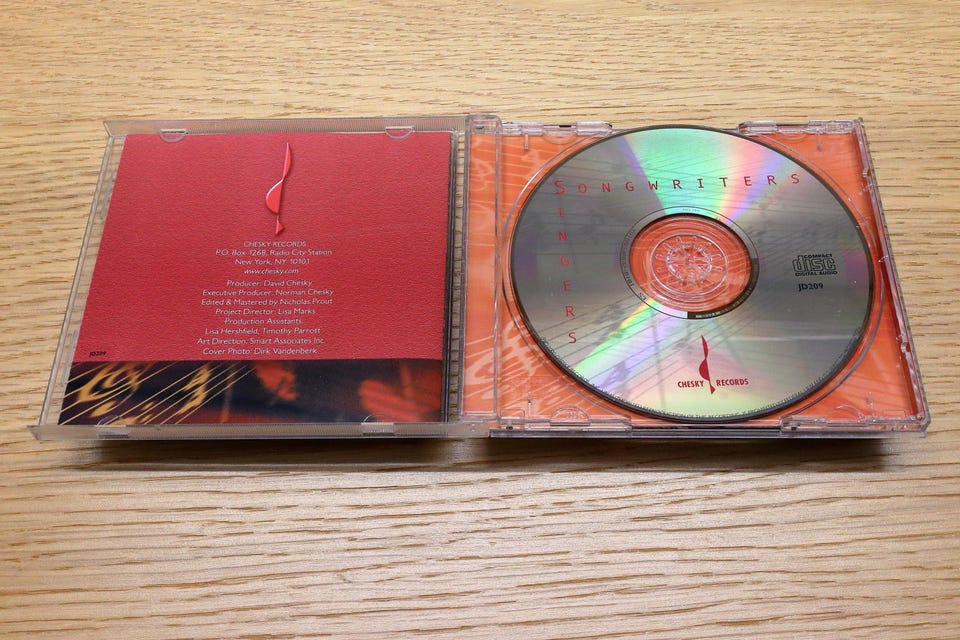 CHESKY RECORDS
P.O. Box 1268, Radio City Station
New York, NY 10101
www.chesky.com
Producer: David Chesky
Executive Producer: Norman Chesky
Edited & Mastered by Nicholas Prout
Project Director: Lisa Marks
Production Assistants:
Lisa Hershfield, Timothy Parrott
Art Direction: Smart Associates Inc.
Cover Photo: Dirk Vandenberk
JD209
SONGWRITERS
SINGERS
COMPACT
disc
DIGITAL AUDIO
JD209
CHESKY RECORDS